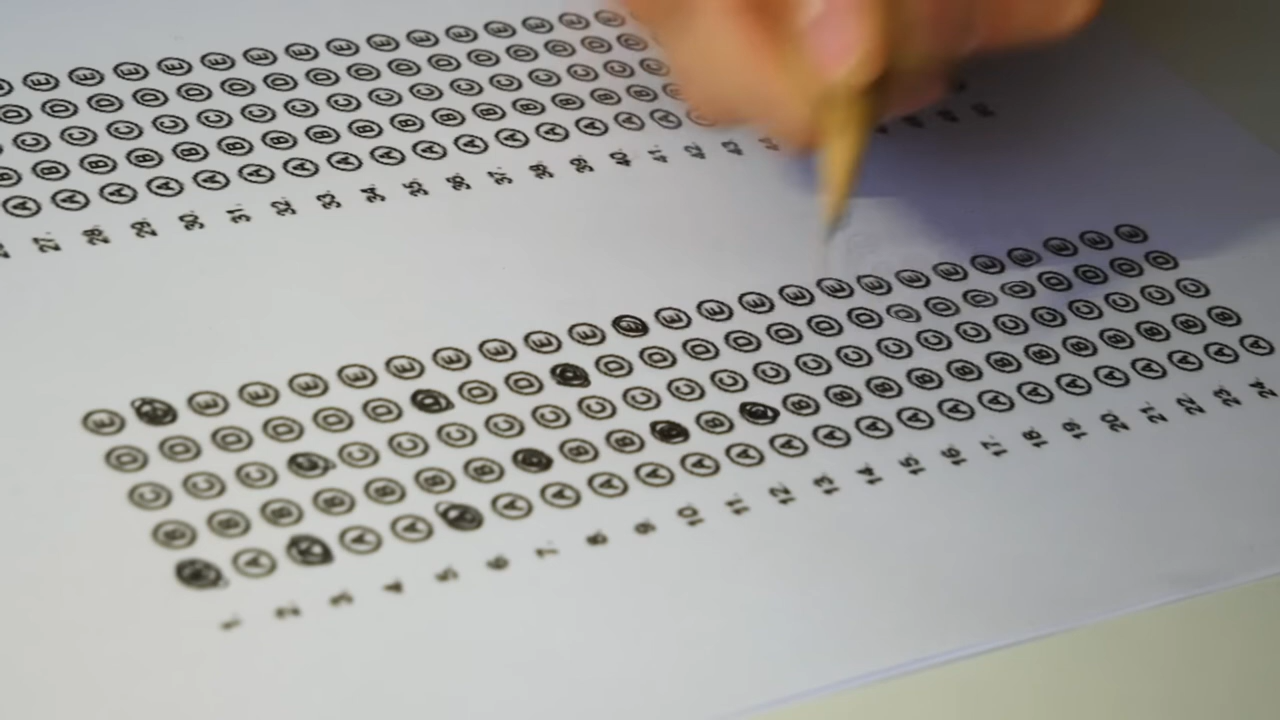 1. B C D E
2. A B C D
3. B C D E
4. A B D E
5. A B C D E
6. B C D E
7. A B C D E
8. A C D E
9. A B C D E
10. A B C E
11. A C D E
12. A B C D E
13. A C D E
14. A B C D E
15. A B C D E
16. A B C D E
17. A B C D E
18. A B C D E
19. A B C D E
20. A B C D E
21. A B C D E
22. A B C D E
23. A B C D E
24. A B C D E
27. A B
28. A B C D
29. A B C D E
30. A B C D E
31. A B C D E
32. A B C D E
33. A B C D E
34. A B C D E
35. A B C D E
36. A B C D E
37. A B C D E
38. A B C D E
39. A B C D E
40. A B C D E
41. A B C D E
42. A B C D E
43. A B C D E